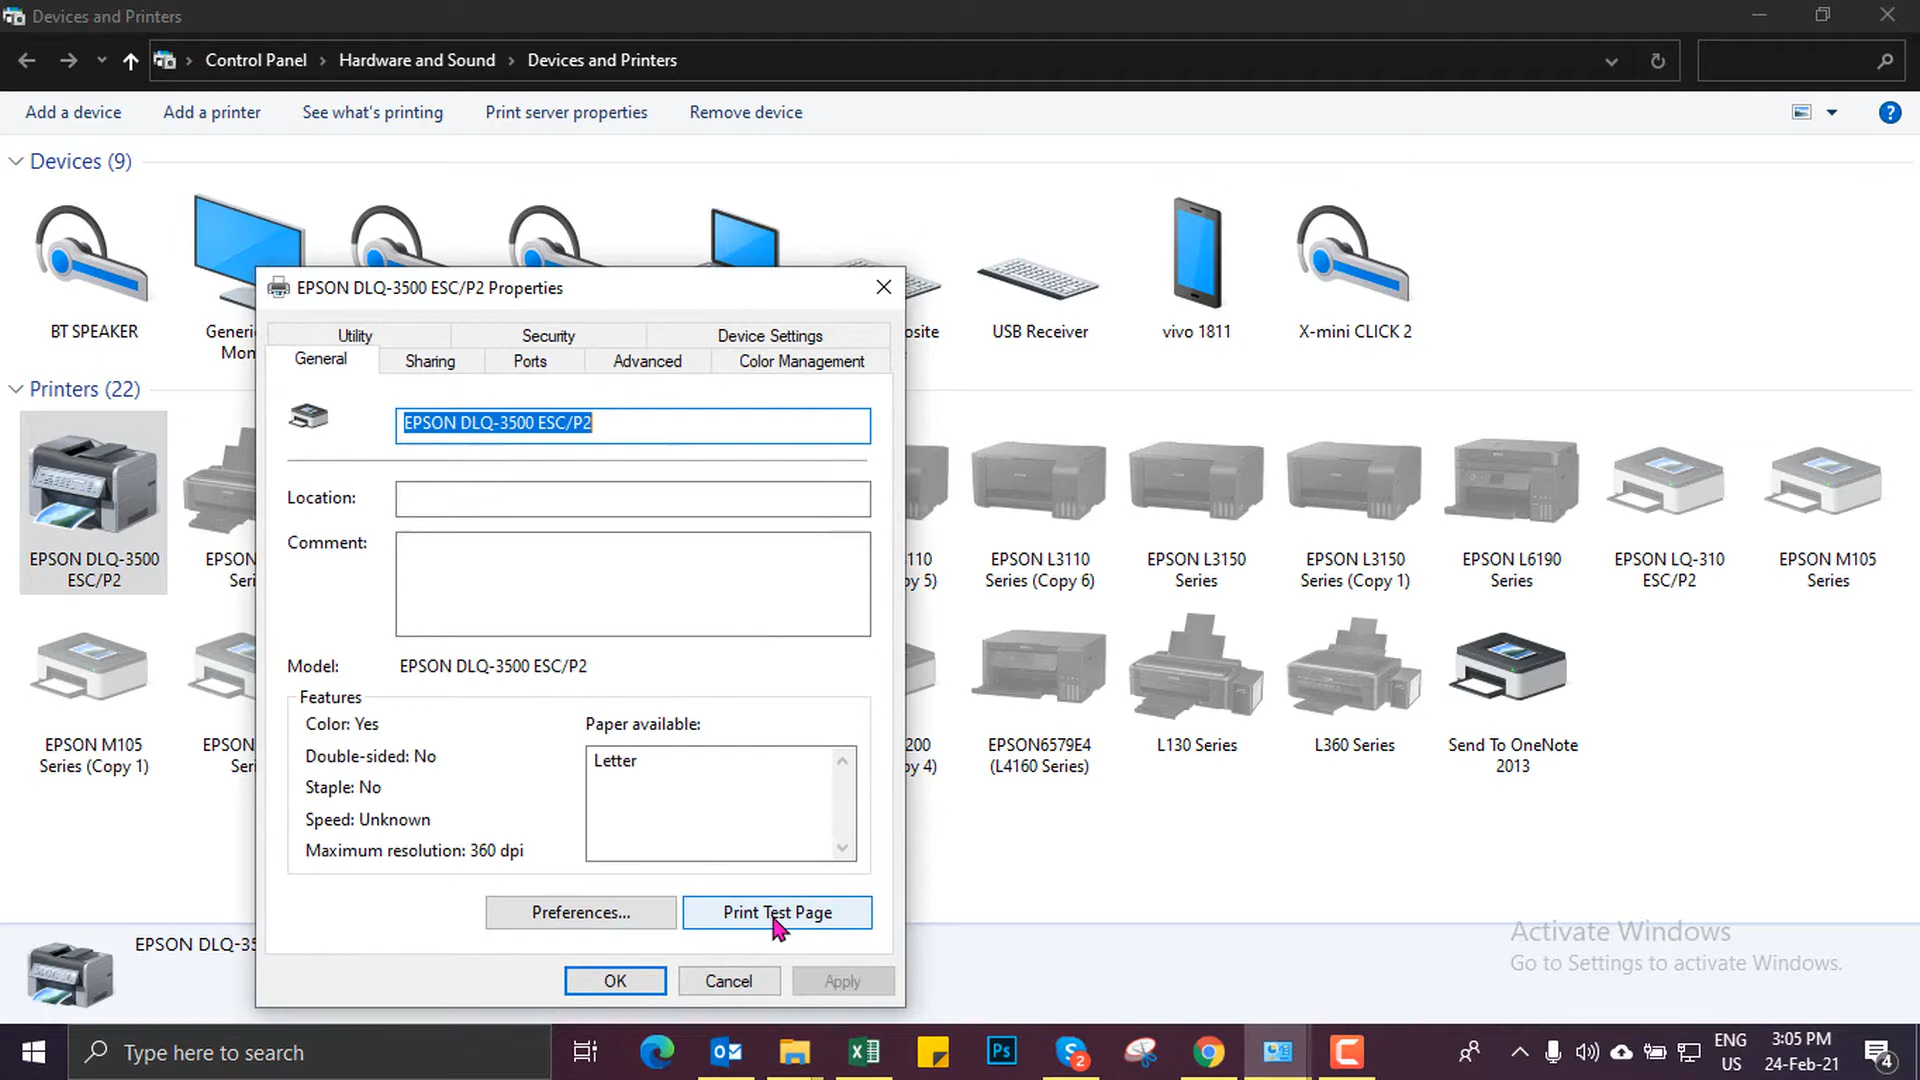 Devices and Printers
Control Panel > Hardware and Sound > Devices and Printers
Add a device Add a printer See what's printing Print server properties Remove device
Devices (9)
BT SPEAKER
Generic
Mon
osite
USB Receiver
vivo 1811
X-mini CLICK 2
Printers (22)
EPSON DLQ-3500
ESC/P2
EPSON
Seri
110
py 5)
EPSON L3110
Series (Copy 6)
EPSON L3150
Series
EPSON L3150
Series (Copy 1)
EPSON L6190
Series
EPSON LQ-310
ESC/P2
EPSON M105
Series
EPSON M105
Series (Copy 1)
EPSON
Seri
200
py 4)
EPSON6579E4
(L4160 Series)
L130 Series
L360 Series
Send To OneNote
2013
EPSON DLQ-3500 ESC/P2 Properties
Utility Security Device Settings
General Sharing Ports Advanced Color Management
EPSON DLQ-3500 ESC/P2
Location:
Comment:
Model: EPSON DLQ-3500 ESC/P2
Features
Color: Yes
Double-sided: No
Staple: No
Speed: Unknown
Maximum resolution: 360 dpi
Paper available:
Letter
Preferences... Print Test Page
OK Cancel Apply
EPSON DLQ-35
Activate Windows
Go to Settings to activate Windows.
Type here to search
Ps
2
ENG
US
3:05 PM
24-Feb-21
4